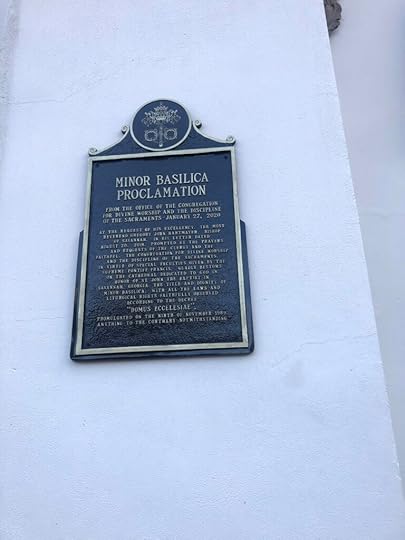 MINOR BASILICA
PROCLAMATION
FROM THE OFFICE OF THE CONGREGATION
FOR DIVINE WORSHIP AND THE DISCIPLINE
OF THE SACRAMENTS JANUARY 27, 2020
AT THE REQUEST OF HIS EXCELLENCY, THE MOST
REVEREND GREGORY JOHN HARTMAYER, BISHOP
OF SAVANNAH, IN HIS LETTER DATED
AUGUST 20, PROMPTED BY THE PRAYERS
AND REQUESTS OF THE CLERGY AND THE
FAITHFUL, THE CONGREGATION FOR DIVINE WORSHIP
AND THE DISCIPLINE OF THE SACRAMENTS,
IN VIRTUE OF SPECIAL FACULTIES GIVEN BY THE
SUPREME PONTIFF FRANCIS, GLADLY BESTOWS
ON THE CATHEDRAL DEDICATED TO GOD IN
HONOR OF ST JOHN THE BAPTIST IN
SAVANNAH, GEORGIA, THE TITLE AND DIGNITY OF
MINOR BASILICA, WITH ALL THE LAWS AND
LITURGICAL RIGHTS FAITHFULLY OBSERVED
ACCORDING TO THE DECREE
"DOMUS ECCLESIAE"
PROMULGATED ON THE NINTH OF NOVEMBER 1989,
ANYTHING TO THE CONTRARY NOTWITHSTANDING